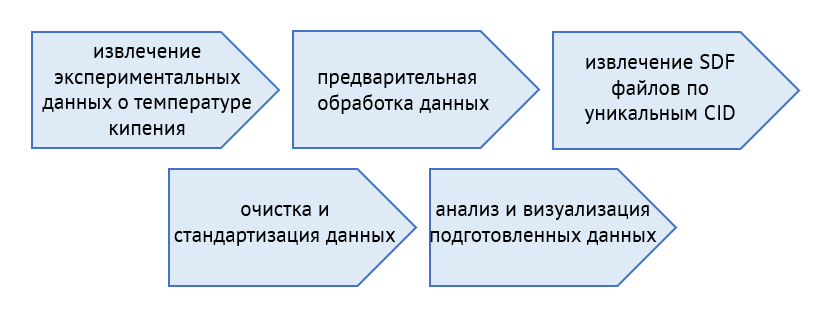 извлечение
экспериментальных
данных о температуре
кипения
предварительная
обработка данных
извлечение SDF
файлов по
уникальным CID
очистка и
стандартизация данных
анализ и визуализация
подготовленных данных